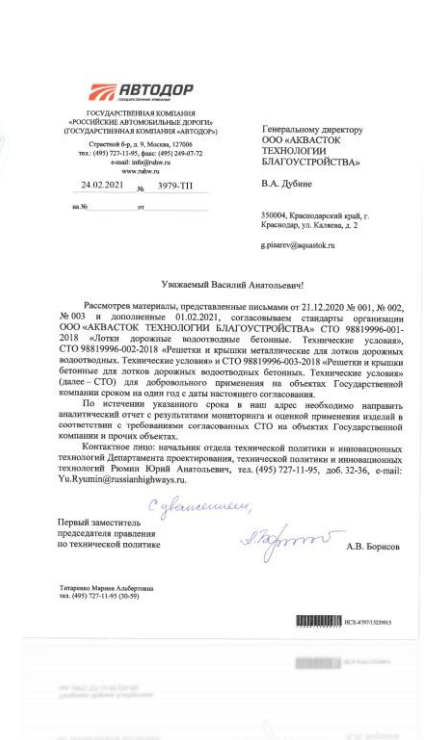 АВТОДОР
ГОСУДАРСТВЕННАЯ КОМПАНИЯ
ГОСУДАРСТВЕННАЯ КОМПАНИЯ
«РОССИЙСКИЕ АВТОМОБИЛЬНЫЕ ДОРОГИ»
(ГОСУДАРСТВЕННАЯ КОМПАНИЯ «АВТОДОР»)
Страстной б-р, д. 9, Москва, 127006
тел.: (495) 727-11-95, факс: (495) 249-07-72
e-mail: info@ruhw.ru
www.ruhw.ru
24.02.2021 № 3979-ТП
на № от
Генеральному директору
ООО «АКВАСТОК
ТЕХНОЛОГИИ
БЛАГОУСТРОЙСТВА»
В.А. Дубине
350004, Краснодарский край, г.
Краснодар, ул. Каляева, д. 2
g.pisarev@aquastok.ru
Уважаемый Василий Анатольевич!
Рассмотрев материалы, представленные письмами от 21.12.2020 № 001, № 002,
№ 003 и дополненные 01.02.2021, согласовываем стандарты организации
ООО «АКВАСТОК ТЕХНОЛОГИИ БЛАГОУСТРОЙСТВА» СТО 98819996-001-
2018 «Лотки дорожные водоотводные бетонные. Технические условия»,
СТО 98819996-002-2018 «Решетки и крышки металлические для лотков дорожных
водоотводных. Технические условия» и СТО 98819996-003-2018 «Решетки и крышки
бетонные для лотков дорожных водоотводных бетонных. Технические условия»
(далее – СТО) для добровольного применения на объектах Государственной
компании сроком на один год с даты настоящего согласования.
По истечении указанного срока в наш адрес необходимо направить
аналитический отчет с результатами мониторинга и оценкой применения изделий в
соответствии с требованиями согласованных СТО на объектах Государственной
компании и прочих объектах.
Контактное лицо: начальник отдела технической политики и инновационных
технологий Департамента проектирования, технической политики и инновационных
технологий Рюмин Юрий Анатольевич, тел. (495) 727-11-95, доб. 32-36, e-mail:
Yu.Ryumin@russianhighways.ru.
С уважением,
Первый заместитель
председателя правления
по технической политике
А.В. Борисов
Татаренко Марина Альбертовна
тел. (495) 727-11-95 (30-59)